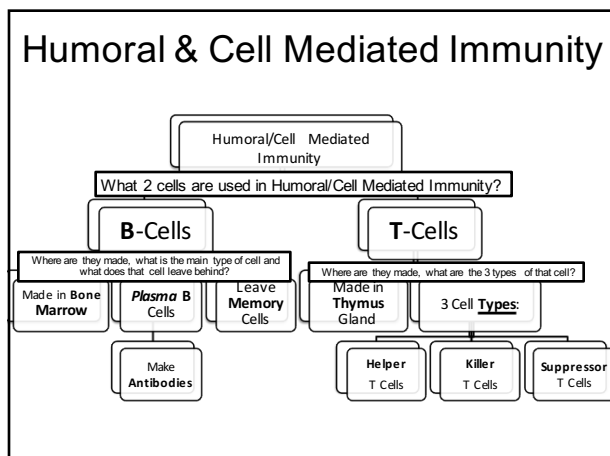 Humoral & Cell Mediated Immunity
Humoral/Cell Mediated
Immunity
What 2 cells are used in Humoral/Cell Mediated Immunity?
B-Cells
T-Cells
Where are they made, what is the main type of cell and
what does that cell leave behind?
Where are they made, what are the 3 types of that cell?
Made in Bone
Marrow
Plasma B
Cells
Leave
Memory
Cells
Made in
Thymus
Gland
3 Cell Types:
Make
Antibodies
Helper
T Cells
Killer
T Cells
Suppressor
T Cells